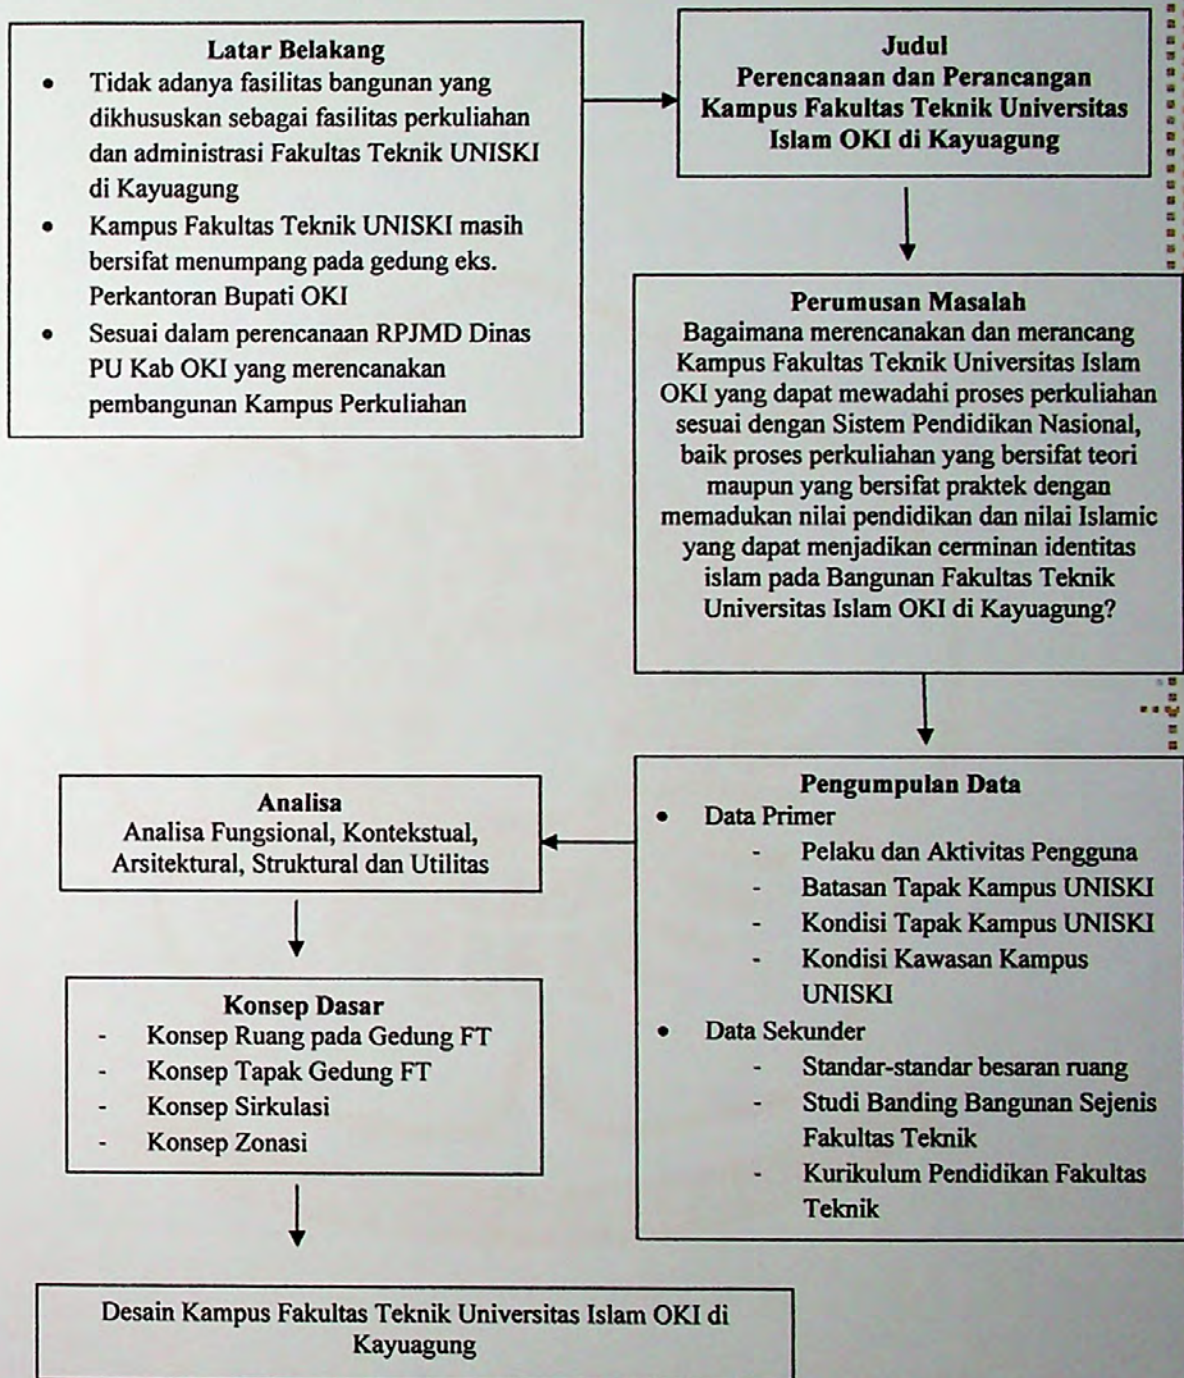 Latar Belakang
• Tidak adanya fasilitas bangunan yang
dikhususkan sebagai fasilitas perkuliahan
dan administrasi Fakultas Teknik UNISKI
di Kayuagung
• Kampus Fakultas Teknik UNISKI masih
bersifat menumpang pada gedung eks.
Perkantoran Bupati OKI
• Sesuai dalam perencanaan RPJMD Dinas
PU Kab OKI yang merencanakan
pembangunan Kampus Perkuliahan
Judul
Perencanaan dan Perancangan
Kampus Fakultas Teknik Universitas
Islam OKI di Kayuagung
Perumusan Masalah
Bagaimana merencanakan dan merancang
Kampus Fakultas Teknik Universitas Islam
OKI yang dapat mewadahi proses perkuliahan
sesuai dengan Sistem Pendidikan Nasional,
baik proses perkuliahan yang bersifat teori
maupun yang bersifat praktek dengan
memadukan nilai pendidikan dan nilai Islamic
yang dapat menjadikan cerminan identitas
islam pada Bangunan Fakultas Teknik
Universitas Islam OKI di Kayuagung?
Pengumpulan Data
• Data Primer
- Pelaku dan Aktivitas Pengguna
- Batasan Tapak Kampus UNISKI
- Kondisi Tapak Kampus UNISKI
- Kondisi Kawasan Kampus
UNISKI
• Data Sekunder
- Standar-standar besaran ruang
- Studi Banding Bangunan Sejenis
Fakultas Teknik
- Kurikulum Pendidikan Fakultas
Teknik
Analisa
Analisa Fungsional, Kontekstual,
Arsitektural, Struktural dan Utilitas
Konsep Dasar
- Konsep Ruang pada Gedung FT
- Konsep Tapak Gedung FT
- Konsep Sirkulasi
- Konsep Zonasi
Desain Kampus Fakultas Teknik Universitas Islam OKI di
Kayuagung